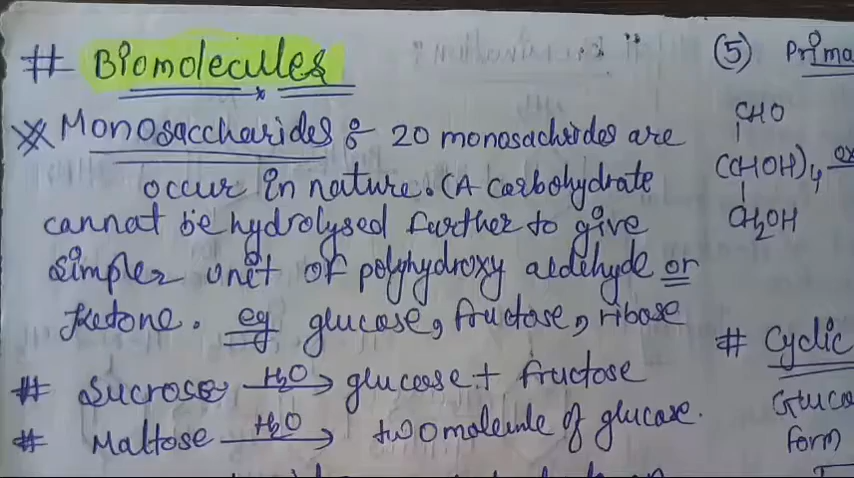 # Biomolecules
* Monosaccharides : 20 monosachrides are
occur in nature. (A carbohydrate
cannot be hydrolysed further to give
simpler unit of polyhydroxy aldehyde or
ketone. eg glucose, fructose, ribose
# Sucrose H2O→ glucose + fructose
# Maltose H2O→ two molecule of glucose.
(5) Prima
CHO
(CHOH)4 ox
CH2OH
# Cyclic
Gluco
form